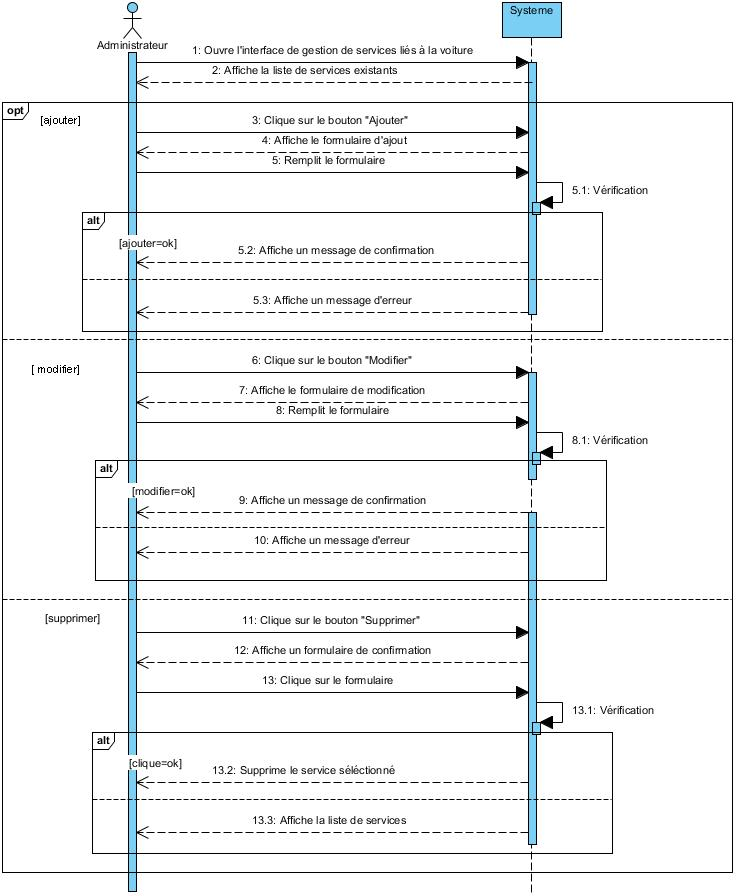 Systeme
Administrateur
1: Ouvre l'interface de gestion de services liés à la voiture
2: Affiche la liste de services existants
opt
[ajouter]
3: Clique sur le bouton "Ajouter"
4: Affiche le formulaire d'ajout
5: Remplit le formulaire
5.1: Vérification
alt
[ajouter=ok]
5.2: Affiche un message de confirmation
5.3: Affiche un message d'erreur
[ modifier]
6: Clique sur le bouton "Modifier"
7: Affiche le formulaire de modification
8: Remplit le formulaire
8.1: Vérification
alt
[modifier=ok]
9: Affiche un message de confirmation
10: Affiche un message d'erreur
[supprimer]
11: Clique sur le bouton "Supprimer"
12: Affiche un formulaire de confirmation
13: Clique sur le formulaire
13.1: Vérification
alt
[clique=ok]
13.2: Supprime le service séléctionné
13.3: Affiche la liste de services